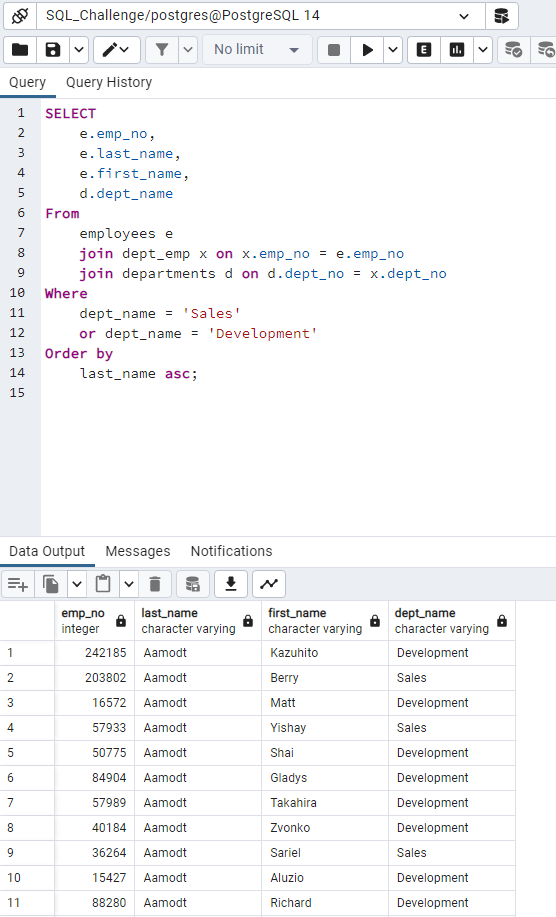 SQL_Challenge/postgres@PostgreSQL 14
No limit
E
Query Query History
1 SELECT
2 e.emp_no,
3 e.last_name,
4 e.first_name,
5 d.dept_name
6 From
7 employees e
8 join dept_emp x on x.emp_no = e.emp_no
9 join departments d on d.dept_no = x.dept_no
10 Where
11 dept_name = 'Sales'
12 or dept_name = 'Development'
13 Order by
14 last_name asc;
15
Data Output Messages Notifications
emp_no last_name first_name dept_name
integer character varying character varying character varying
1 242185 Aamodt Kazuhito Development
2 203802 Aamodt Berry Sales
3 16572 Aamodt Matt Development
4 57933 Aamodt Yishay Sales
5 50775 Aamodt Shai Development
6 84904 Aamodt Gladys Development
7 57989 Aamodt Takahira Development
8 40184 Aamodt Zvonko Development
9 36264 Aamodt Sariel Sales
10 15427 Aamodt Aluzio Development
11 88280 Aamodt Richard Development